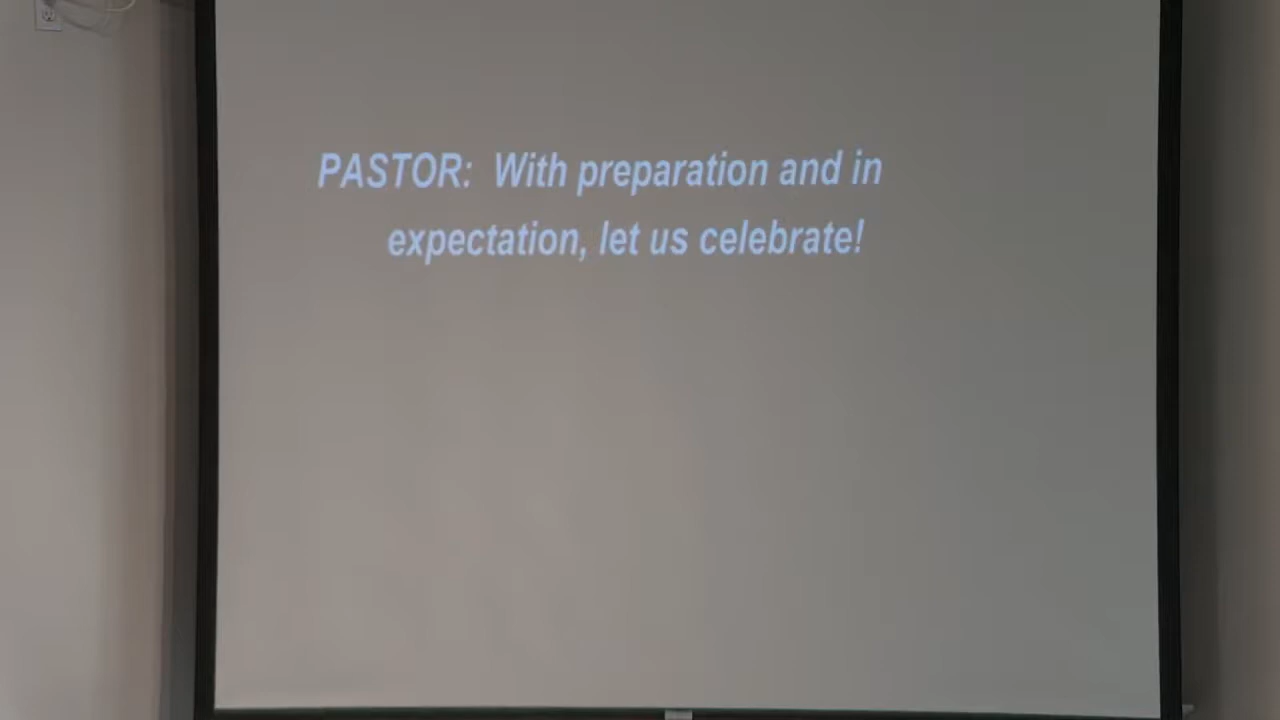 PASTOR:  With preparation and in
expectation, let us celebrate!